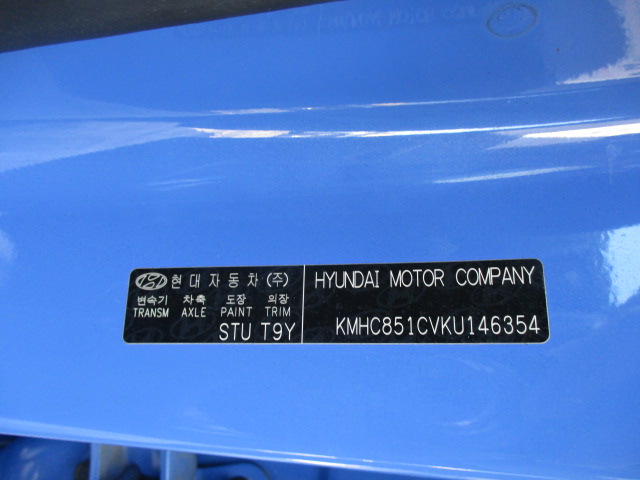 현대자동차(주)
변속기 차축 도장 의장
TRANSM AXLE PAINT TRIM
STU T9Y
HYUNDAI MOTOR COMPANY
KMHC851CVKU146354